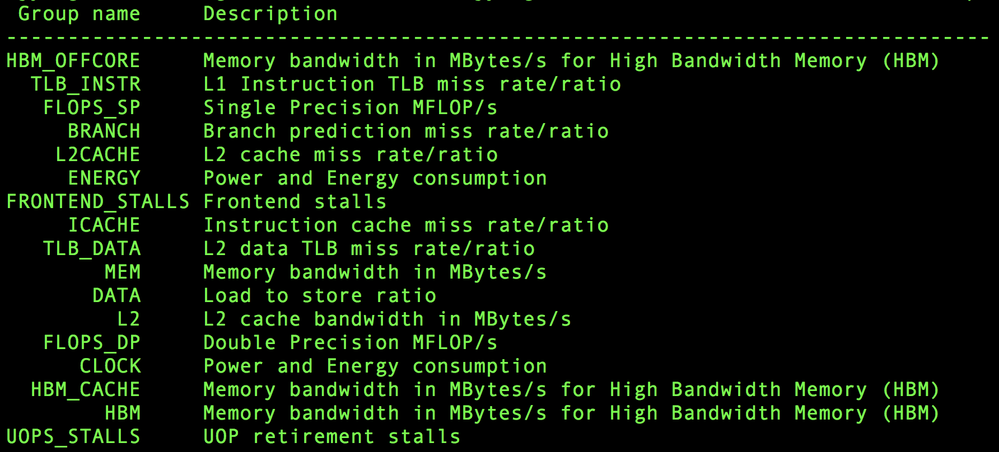 Group name Description
--------------------------------------------------------------------------------
HBM_OFFCORE Memory bandwidth in MBytes/s for High Bandwidth Memory (HBM)
TLB_INSTR L1 Instruction TLB miss rate/ratio
FLOPS_SP Single Precision MFLOP/s
BRANCH Branch prediction miss rate/ratio
L2CACHE L2 cache miss rate/ratio
ENERGY Power and Energy consumption
FRONTEND_STALLS Frontend stalls
ICACHE Instruction cache miss rate/ratio
TLB_DATA L2 data TLB miss rate/ratio
MEM Memory bandwidth in MBytes/s
DATA Load to store ratio
L2 L2 cache bandwidth in MBytes/s
FLOPS_DP Double Precision MFLOP/s
CLOCK Power and Energy consumption
HBM_CACHE Memory bandwidth in MBytes/s for High Bandwidth Memory (HBM)
HBM Memory bandwidth in MBytes/s for High Bandwidth Memory (HBM)
UOPS_STALLS UOP retirement stalls